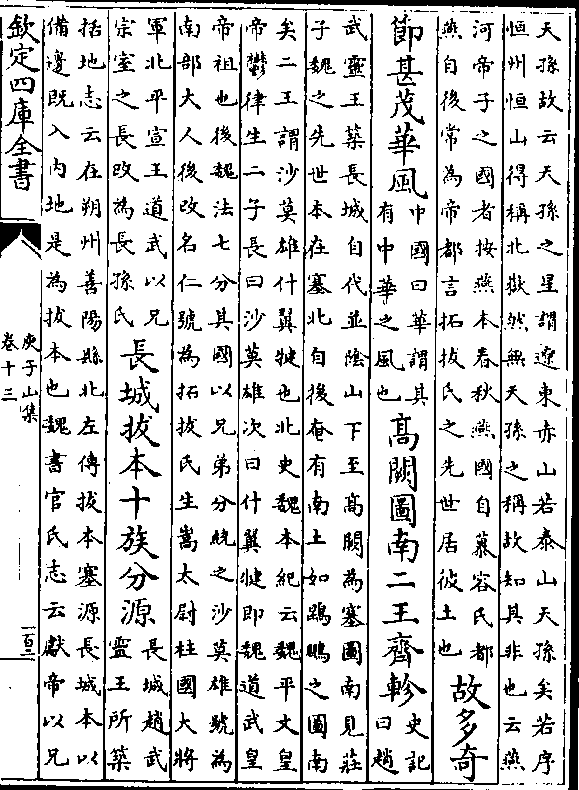 天孫故云天孫之星謂遼東赤山若泰山天孫矣若序
恒州恒山得稱北嶽然無天孫之稱故知其非也云燕
河帝子之國者按燕本春秋燕國自慕容氏都
燕自後常為帝都言拓拔氏之先世居彼土也
故多奇
節甚茂華風
中國曰華謂其
有中華之風也
高闕圖南二王齊軫
史記
曰趙
武靈王築長城自代並陰山下至高闕為塞圖南見莊
子魏之先世本在塞北自後奄有南土如鵾鵬之圖南
矣二王謂沙莫雄什翼犍也北史魏本紀云魏平文皇
帝鬱律生二子長曰沙莫雄次曰什翼犍即魏道武皇
帝祖也後魏法七分其國以兄弟分統之沙莫雄號為
南部大人後改名仁號為拓拔氏生嵩太尉柱國大將
軍北平宣王道武以兄
宗室之長改為長孫氏
長城拔本十族分源
長城趙武
靈王所築
括地志云在朔州善陽縣北左傳拔本塞源長城本以
備邊既入内地是為拔本也魏書官氏志云獻帝以兄
欽定四庫全書
庾子山集
卷十三